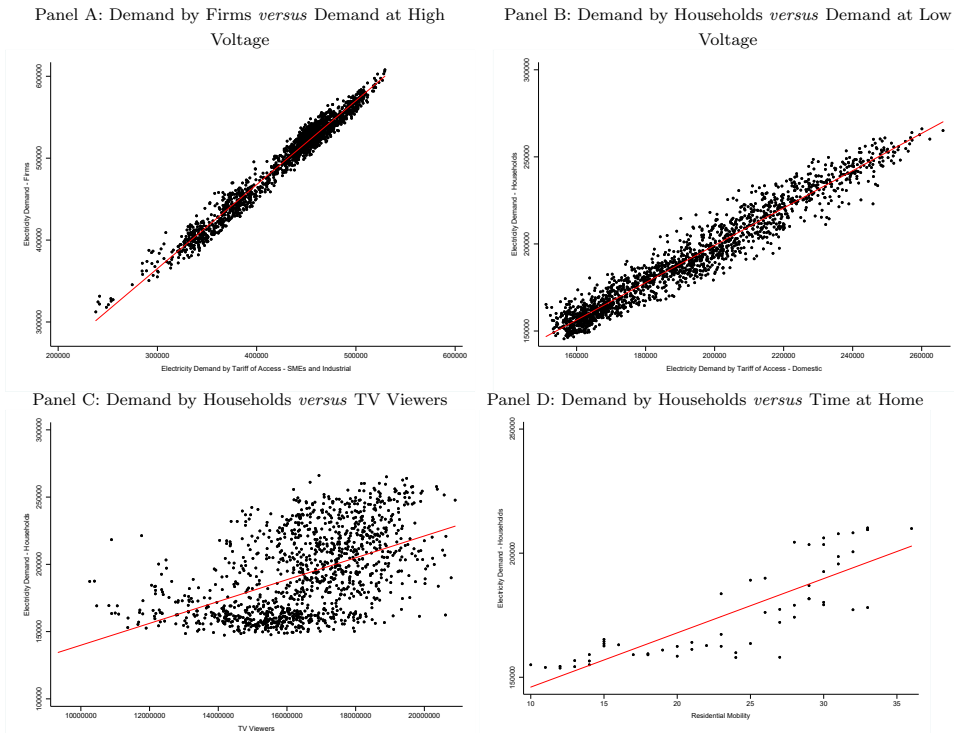 Panel A: Demand by Firms versus Demand at High
Voltage
600000
500000
400000
300000
Electricity Demand - Firms
200000 300000 400000 500000 600000
Electricity Demand by Tariff of Access - SMEs and Industrial
Panel B: Demand by Households versus Demand at Low
Voltage
300000
250000
200000
150000
Electricity Demand - Households
160000 180000 200000 220000 240000 260000
Electricity Demand by Tariff of Access - Domestic
Panel C: Demand by Households versus TV Viewers
300000
250000
200000
150000
100000
Electricity Demand - Households
10000000 12000000 14000000 16000000 18000000 20000000
TV Viewers
Panel D: Demand by Households versus Time at Home
250000
200000
150000
Electricity Demand - Households
10 15 20 25 30 35
Residential Mobility